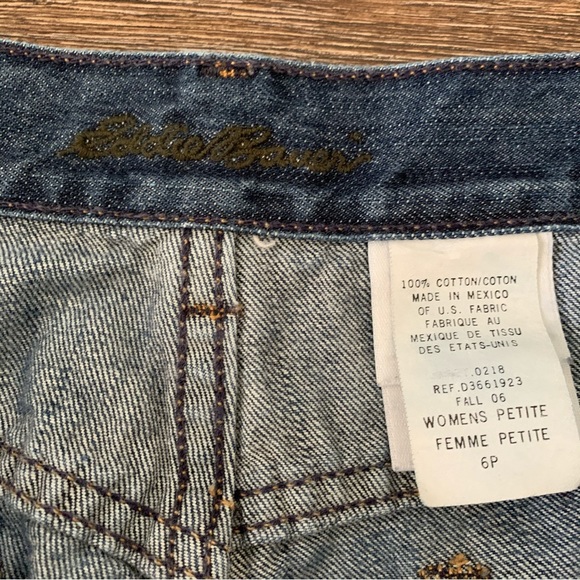 Eddie Bauer
100% COTTON/COTON
MADE IN MEXICO
OF U.S. FABRIC
FABRIQUE AU
MEXIQUE DE TISSU
DES ETATS-UNIS
.0218
REF.D3661923
FALL 06
WOMENS PETITE
FEMME PETITE
6P